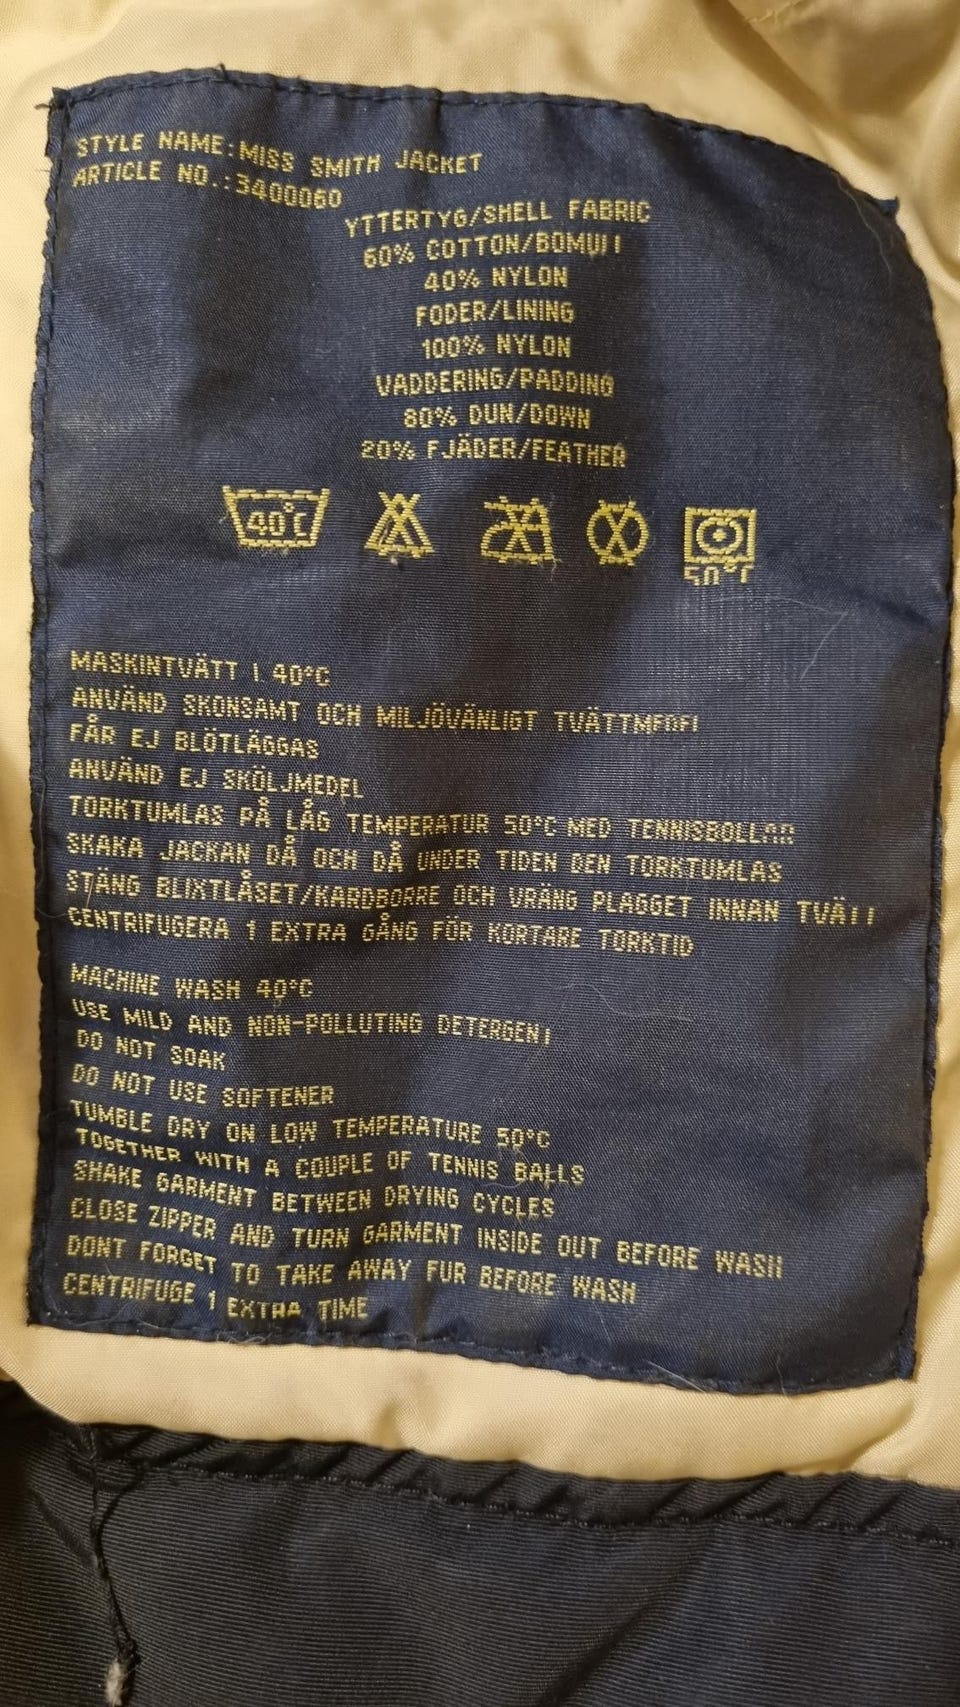 STYLE NAME:MISS SMITH JACKET
ARTICLE NO.:3400060
YTTERTYG/SHELL FABRIC
60% COTTON/BOMULL
40% NYLON
FODER/LINING
100% NYLON
VADDERING/PADDING
80% DUN/DOWN
20% FJÄDER/FEATHER
40°C
50°C
MASKINTVÄTT I 40°C
ANVÄND SKONSAMT OCH MILJÖVÄNLIGT TVÄTTMEDEL
FÅR EJ BLÖTLÄGGAS
ANVÄND EJ SKÖLJMEDEL
TORKTUMLAS PÅ LÅG TEMPERATUR 50°C MED TENNISBOLLAR
SKAKA JACKAN DÅ OCH DÅ UNDER TIDEN DEN TORKTUMLAS
STÄNG BLIXTLÅSET/KARDBORRE OCH VRÄNG PLAGGET INNAN TVÄTT
CENTRIFUGERA 1 EXTRA GÅNG FÖR KORTARE TORKTID
MACHINE WASH 40°C
USE MILD AND NON-POLLUTING DETERGENT
DO NOT SOAK
DO NOT USE SOFTENER
TUMBLE DRY ON LOW TEMPERATURE 50°C
TOGETHER WITH A COUPLE OF TENNIS BALLS
SHAKE GARMENT BETWEEN DRYING CYCLES
CLOSE ZIPPER AND TURN GARMENT INSIDE OUT BEFORE WASH
DONT FORGET TO TAKE AWAY FUR BEFORE WASH
CENTRIFUGE 1 EXTRA TIME